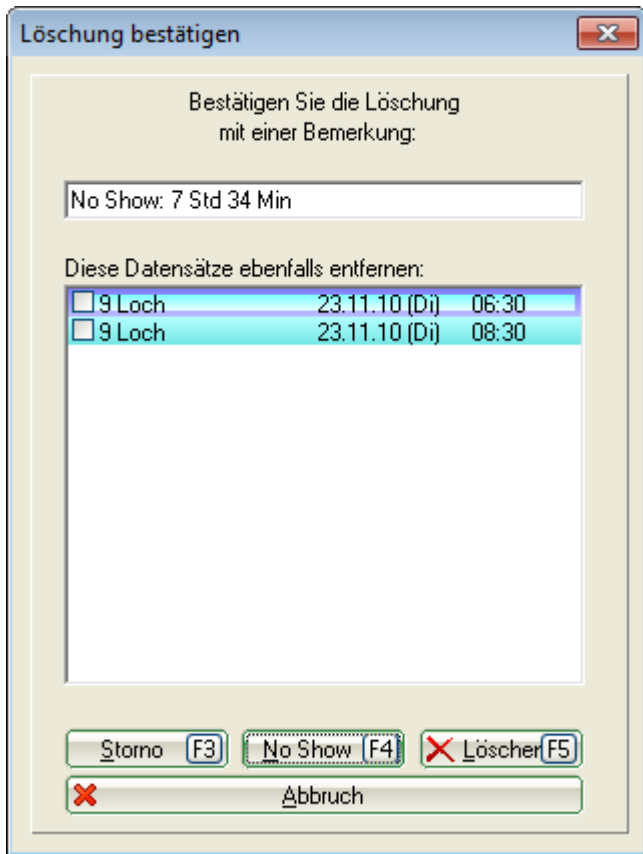 Löschung bestätigen
Bestätigen Sie die Löschung
mit einer Bemerkung:
No Show: 7 Std 34 Min
Diese Datensätze ebenfalls entfernen:
9 Loch 23.11.10 (Di) 06:30
9 Loch 23.11.10 (Di) 08:30
Storno F3 No Show F4 Löscher F5
Abbruch